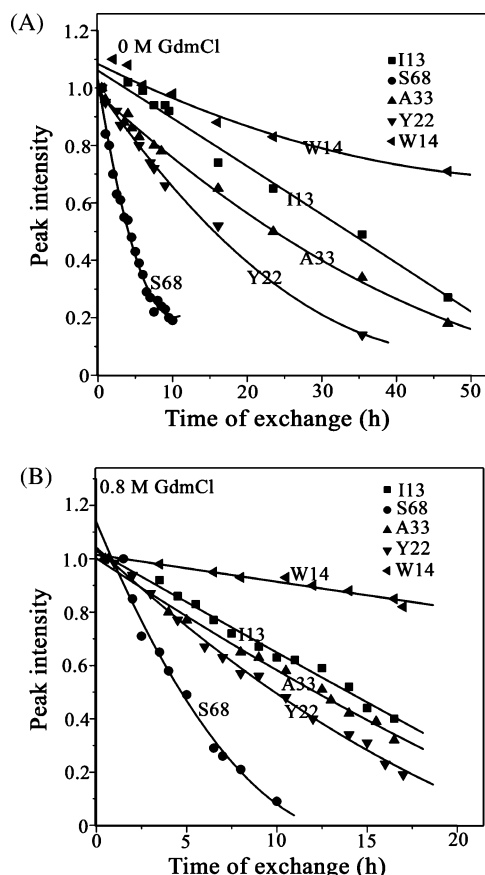 (A)
0 M GdmCl
I13
S68
A33
Y22
W14
1.2
1.0
0.8
0.6
0.4
0.2
0.0
Peak intensity
W14
I13
A33
Y22
S68
0 10 20 30 40 50
Time of exchange (h)
(B)
0.8 M GdmCl
I13
S68
A33
Y22
W14
1.2
1.0
0.8
0.6
0.4
0.2
0
Peak intensity
W14
I13
A33
Y22
S68
0 5 10 15 20
Time of exchange (h)